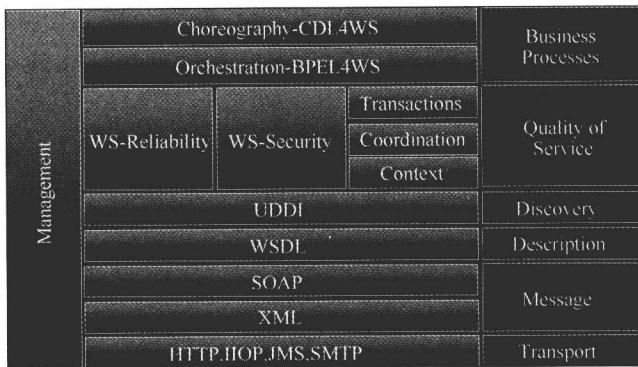 Management
Choreography-CDL4WS
Orchestration-BPEL4WS
Business
Processes
WS-Reliability
WS-Security
Transactions
Coordination
Context
Quality of
Service
UDDI
Discovery
WSDL
Description
SOAP
XML
Message
HTTP,IIOP,JMS,SMTP
Transport